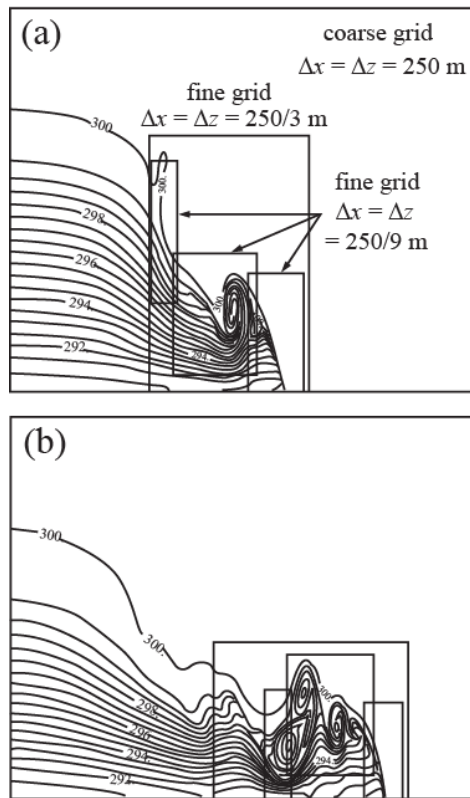 (a)
coarse grid
Δx = Δz = 250 m
fine grid
Δx = Δz = 250/3 m
300.
300.
fine grid
Δx = Δz
= 250/9 m
298.
296.
300.
294.
294.
292.
(b)
300.
300.
300.
298.
296.
294.
294.
292.